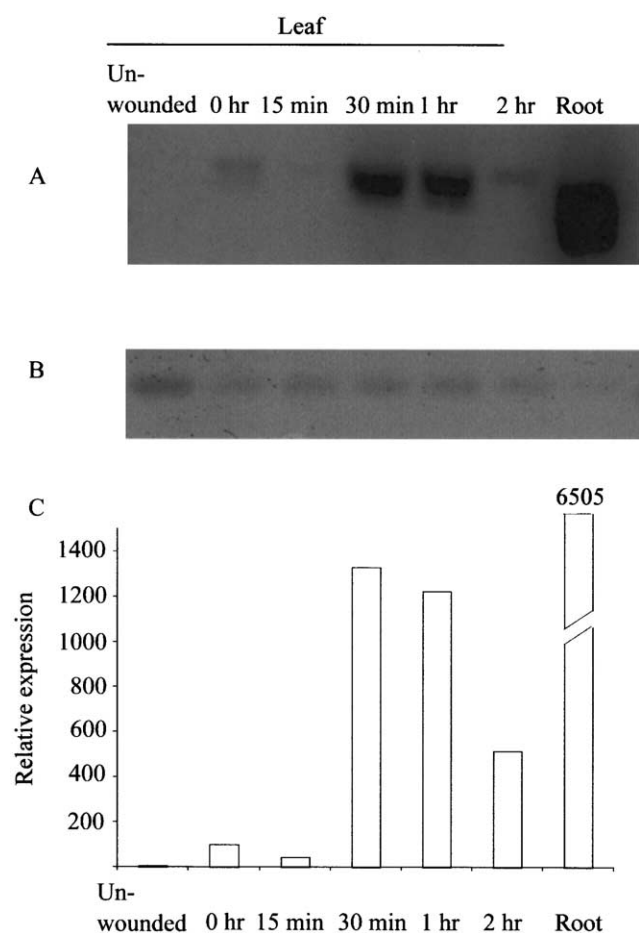 Leaf
Un-
wounded 0 hr 15 min 30 min 1 hr 2 hr Root
A
B
C
6505
1400
1200
1000
800
600
400
200
Relative expression
Un-
wounded 0 hr 15 min 30 min 1 hr 2 hr Root